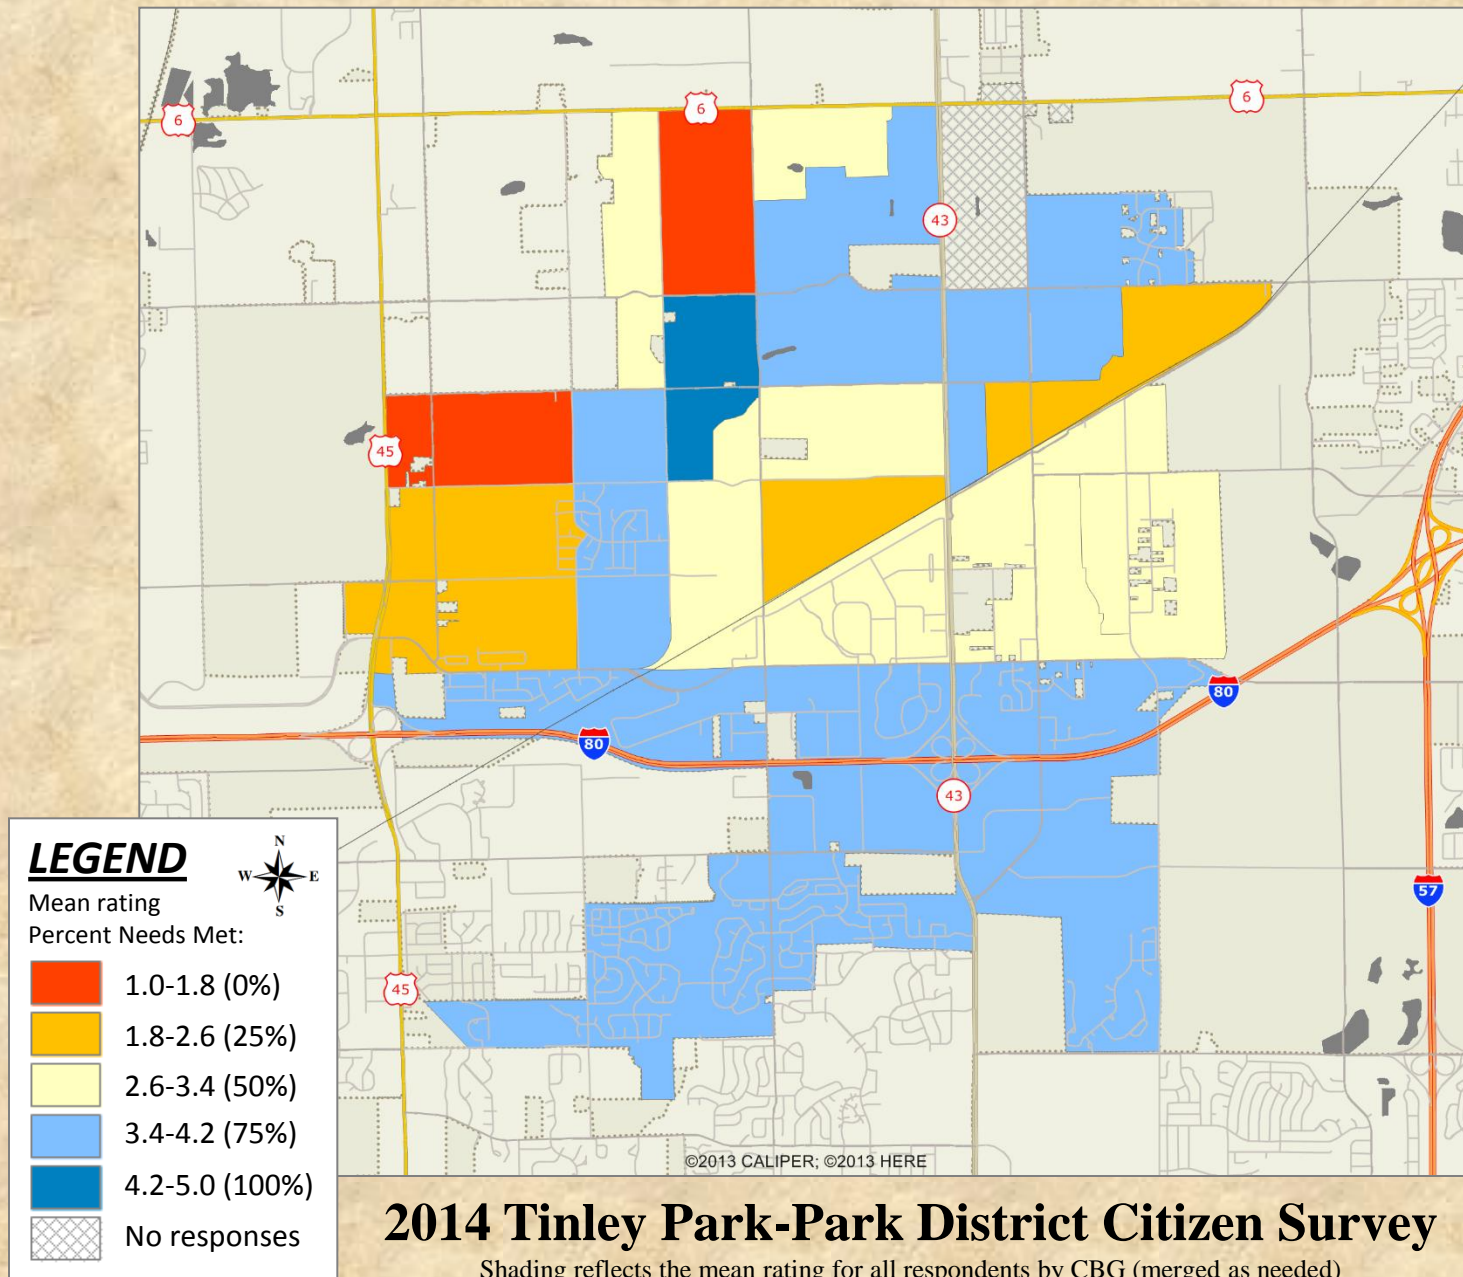 6
6
6
43
45
80
80
43
57
45
LEGEND
N
W E
S
Mean rating
Percent Needs Met:
1.0-1.8 (0%)
1.8-2.6 (25%)
2.6-3.4 (50%)
3.4-4.2 (75%)
4.2-5.0 (100%)
No responses
©2013 CALIPER; ©2013 HERE
2014 Tinley Park-Park District Citizen Survey
Shading reflects the mean rating for all respondents by CBG (merged as needed)